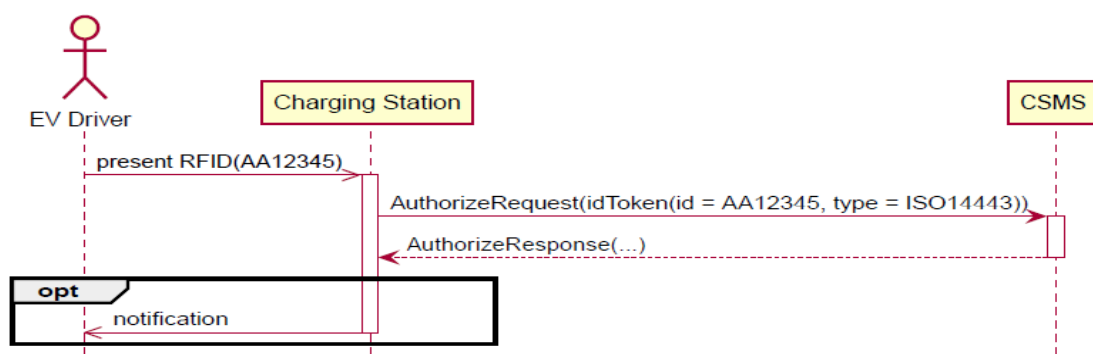 EV Driver
Charging Station
CSMS
present RFID(AA12345)
AuthorizeRequest(idToken(id = AA12345, type = ISO14443))
AuthorizeResponse(...)
opt
notification